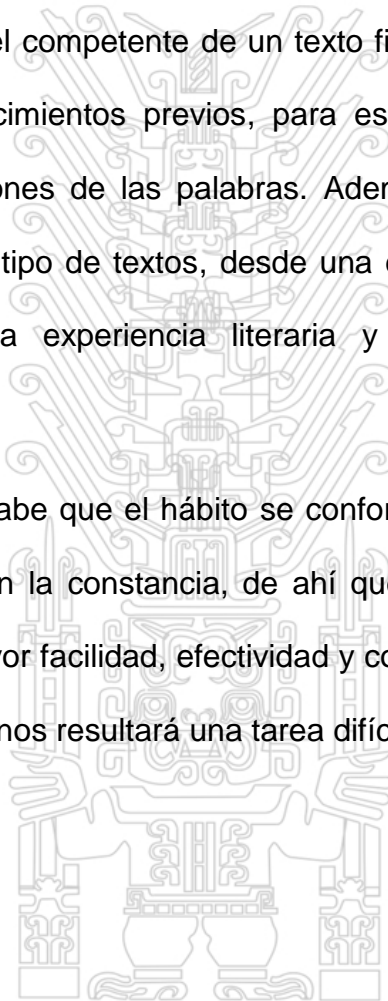 el competente de un texto fi
cimientos previos, para es
ones de las palabras. Ader
tipo de textos, desde una
a experiencia literaria y
abe que el hábito se confor
n la constancia, de ahí que
or facilidad, efectividad y co
nos resultará una tarea difíc